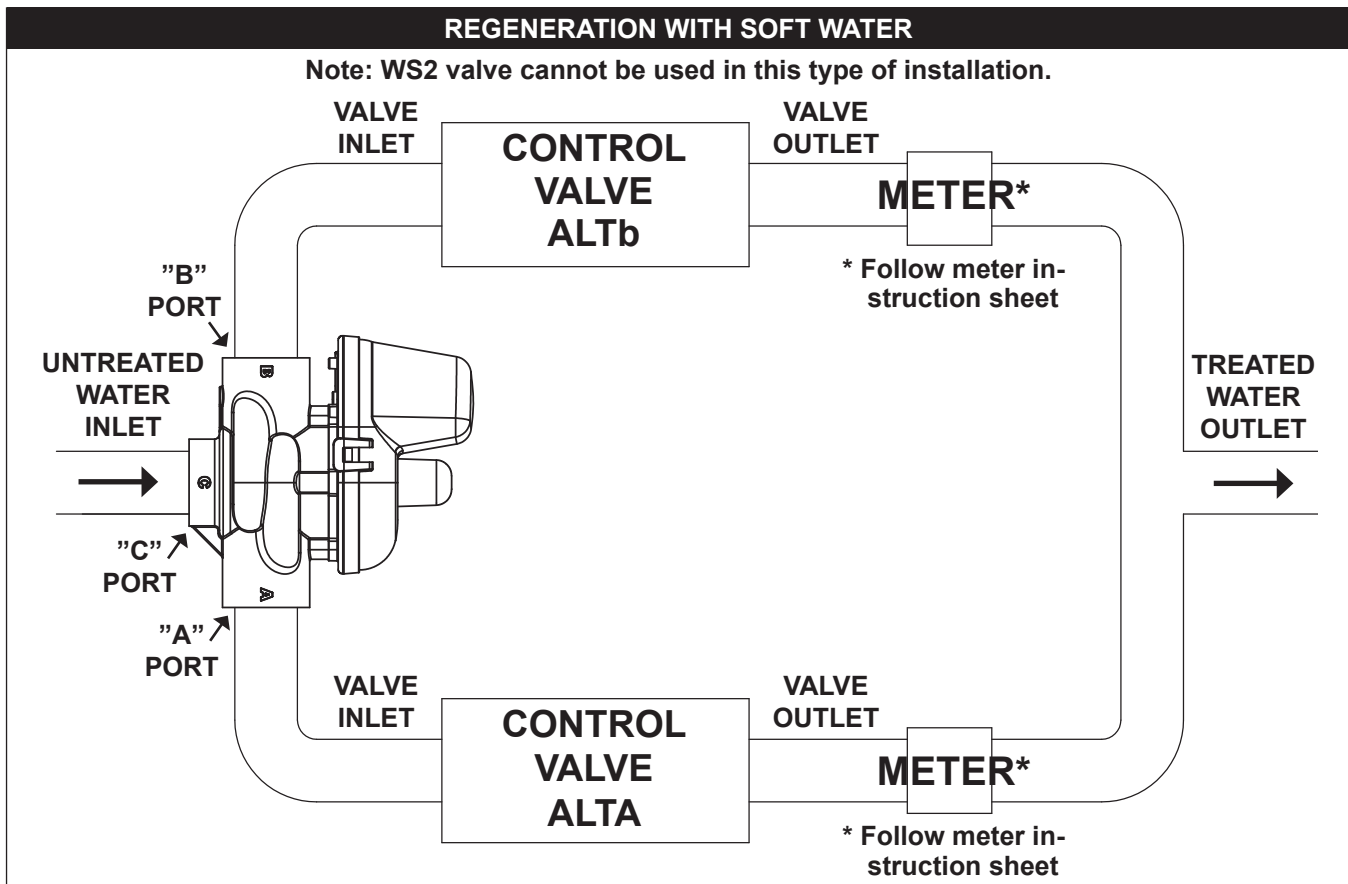 REGENERATION WITH SOFT WATER
Note: WS2 valve cannot be used in this type of installation.
VALVE
INLET
CONTROL
VALVE
ALTb
VALVE
OUTLET
METER*
* Follow meter in-
struction sheet
”B”
PORT
UNTREATED
WATER
INLET
B
C
A
”C”
PORT
”A”
PORT
TREATED
WATER
OUTLET
VALVE
INLET
CONTROL
VALVE
ALTA
VALVE
OUTLET
METER*
* Follow meter in-
struction sheet